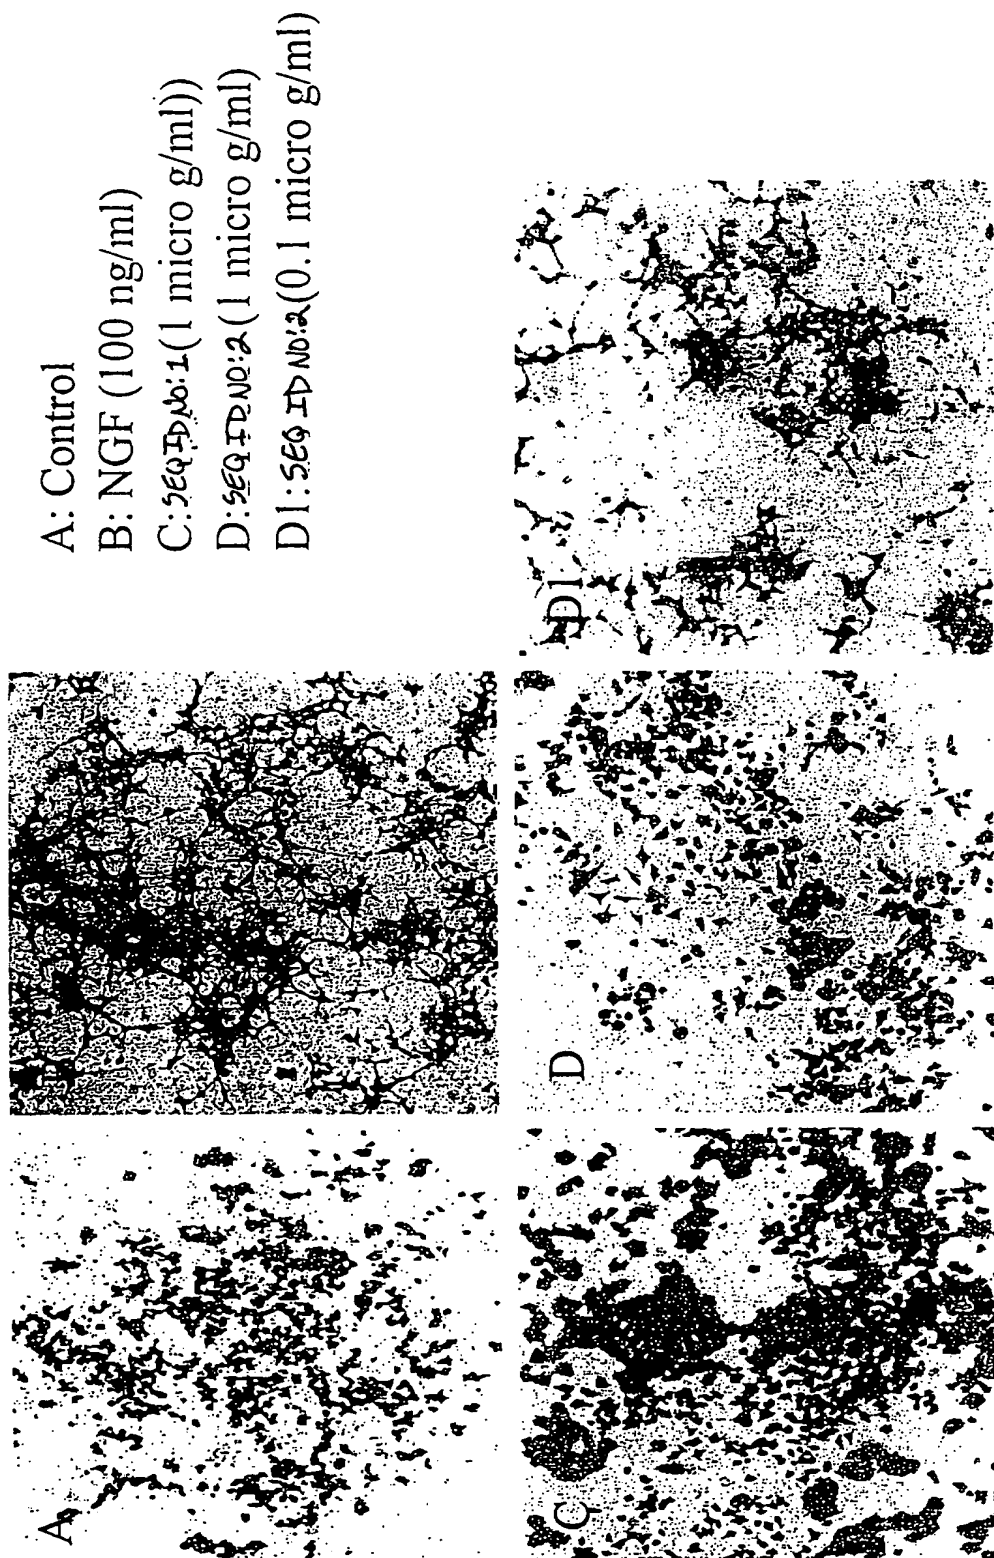 A: Control
B: NGF (100 ng/ml)
C: SEQ ID NO: 1 (1 micro g/ml))
D: SEQ ID NO: 2 (1 micro g/ml)
D1: SEQ ID NO: 2 (0.1 micro g/ml)
A
C
D
D1